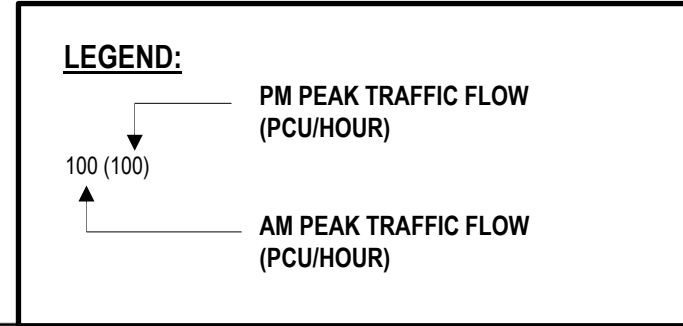 LEGEND:
PM PEAK TRAFFIC FLOW
(PCU/HOUR)
100 (100)
AM PEAK TRAFFIC FLOW
(PCU/HOUR)